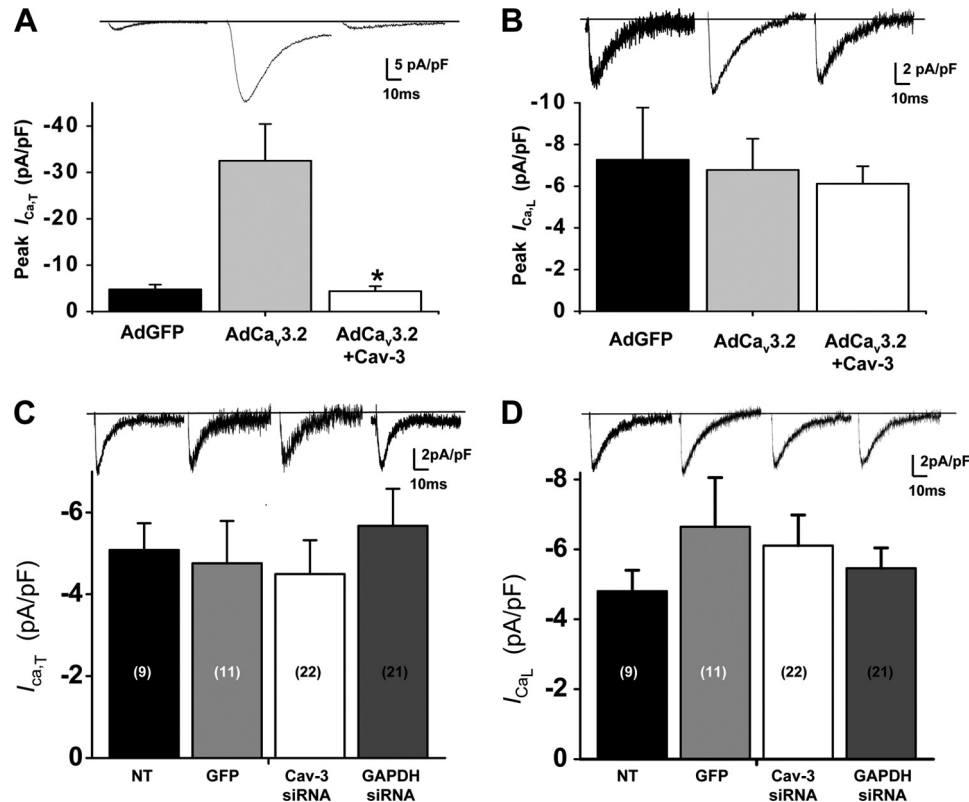 A
5 pA/pF
10ms
Peak I Ca,T (pA/pF)
-40
-30
-20
-10
0
*
AdGFP
AdCav3.2
AdCav3.2
+Cav-3
B
2 pA/pF
10ms
Peak I Ca,L (pA/pF)
-10
-8
-6
-4
-2
0
AdGFP
AdCav3.2
AdCav3.2
+Cav-3
C
2pA/pF
10ms
I ca,T (pA/pF)
-6
-4
-2
0
(9)
(11)
(22)
(21)
NT
GFP
Cav-3
siRNA
GAPDH
siRNA
D
2pA/pF
10ms
I CaL (pA/pF)
-8
-6
-4
-2
0
(9)
(11)
(22)
(21)
NT
GFP
Cav-3
siRNA
GAPDH
siRNA